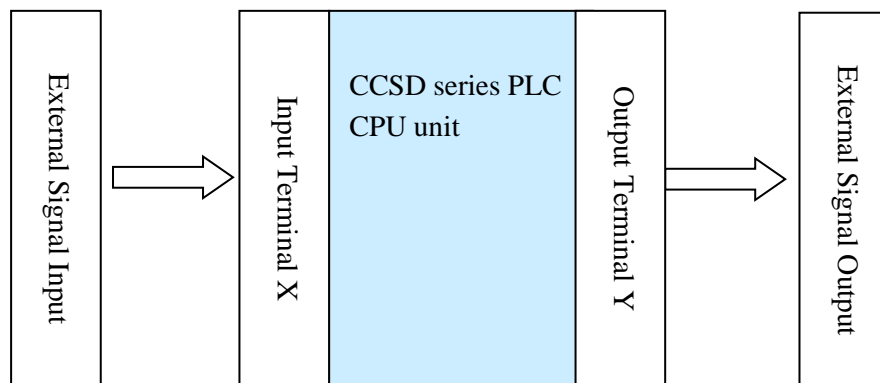 External Signal Input
Input Terminal X
CCSD series PLC
CPU unit
Output Terminal Y
External Signal Output